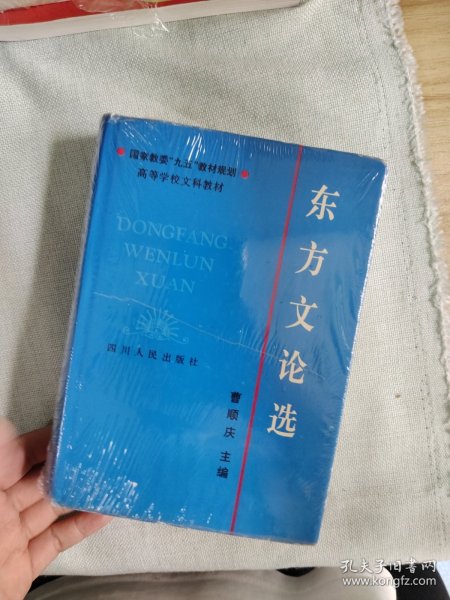 国家教委"九五"教材规划
高等学校文科教材
东方文论选
DONGFANG
WENLUN
XUAN
四川人民出版社
曹顺庆 主编
孔夫子旧书网
www.kongfz.com